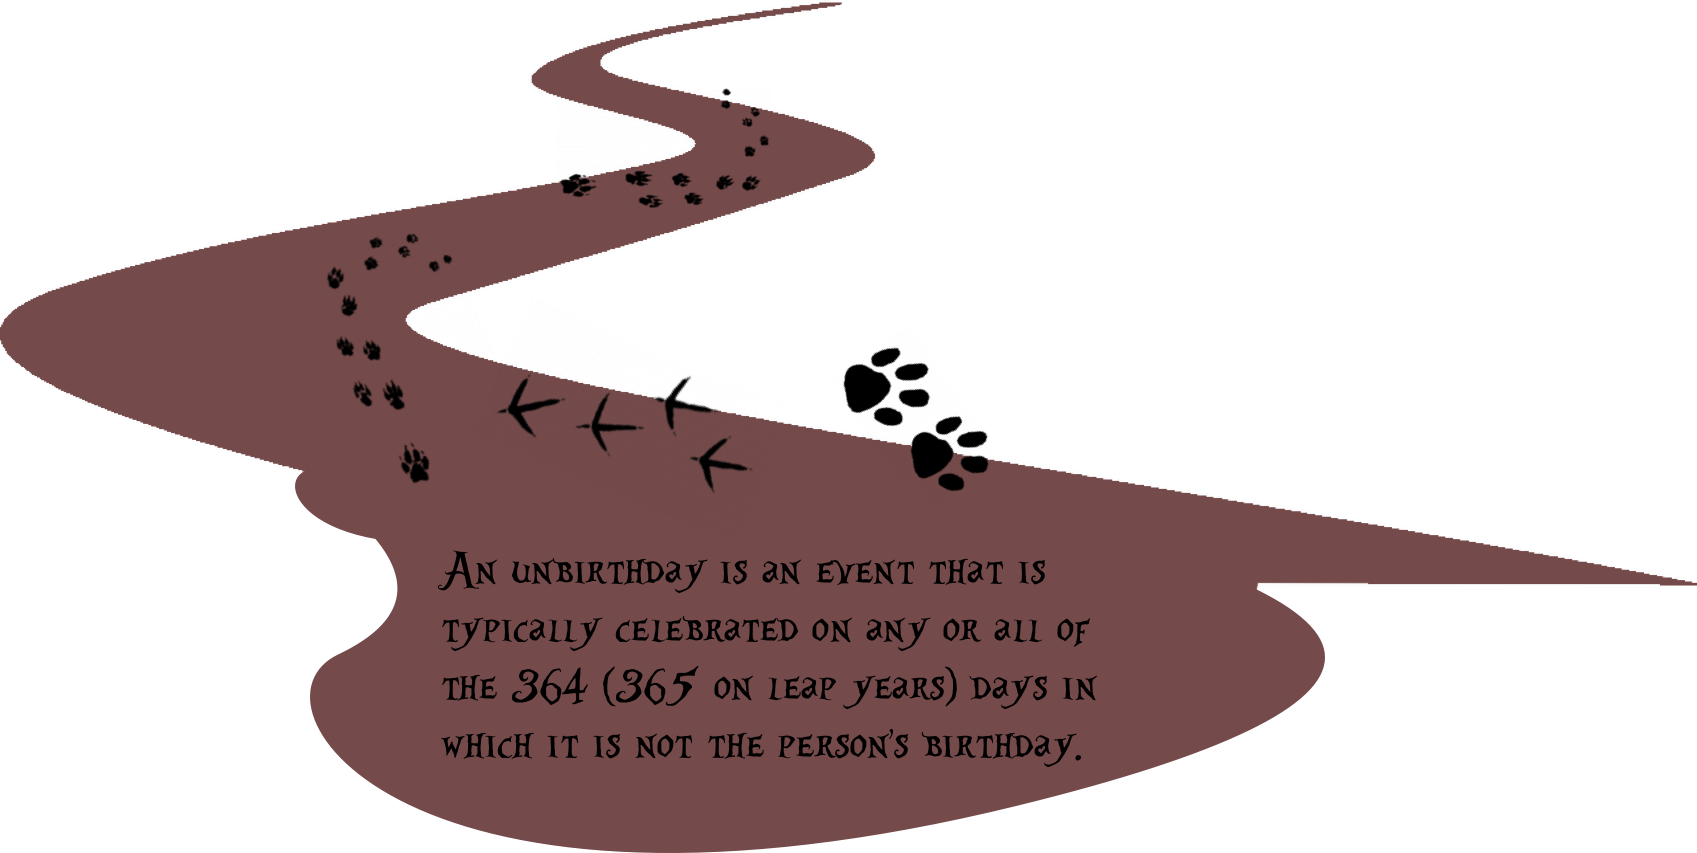 An unbirthday is an event that is
typically celebrated on any or all of
the 364 (365 on leap years) days in
which it is not the person's birthday.